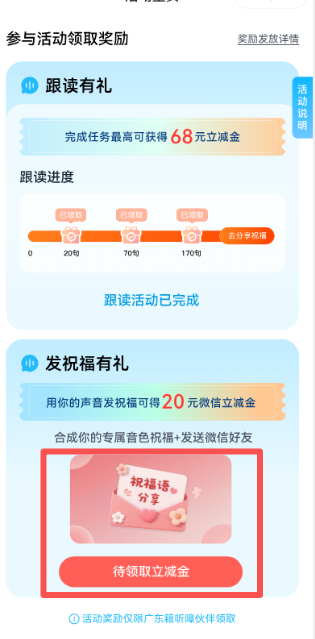 参与活动领取奖励
奖励发放详情
活动说明
跟读有礼
完成任务最高可获得68元立减金
跟读进度
已领取 已领取 已领取
去分享祝福
0 20句 70句 170句
跟读活动已完成
发祝福有礼
用你的声音发祝福可得20元微信立减金
合成你的专属音色祝福+发送微信好友
祝福语
分享
待领取立减金
活动奖励仅限广东籍听障伙伴领取